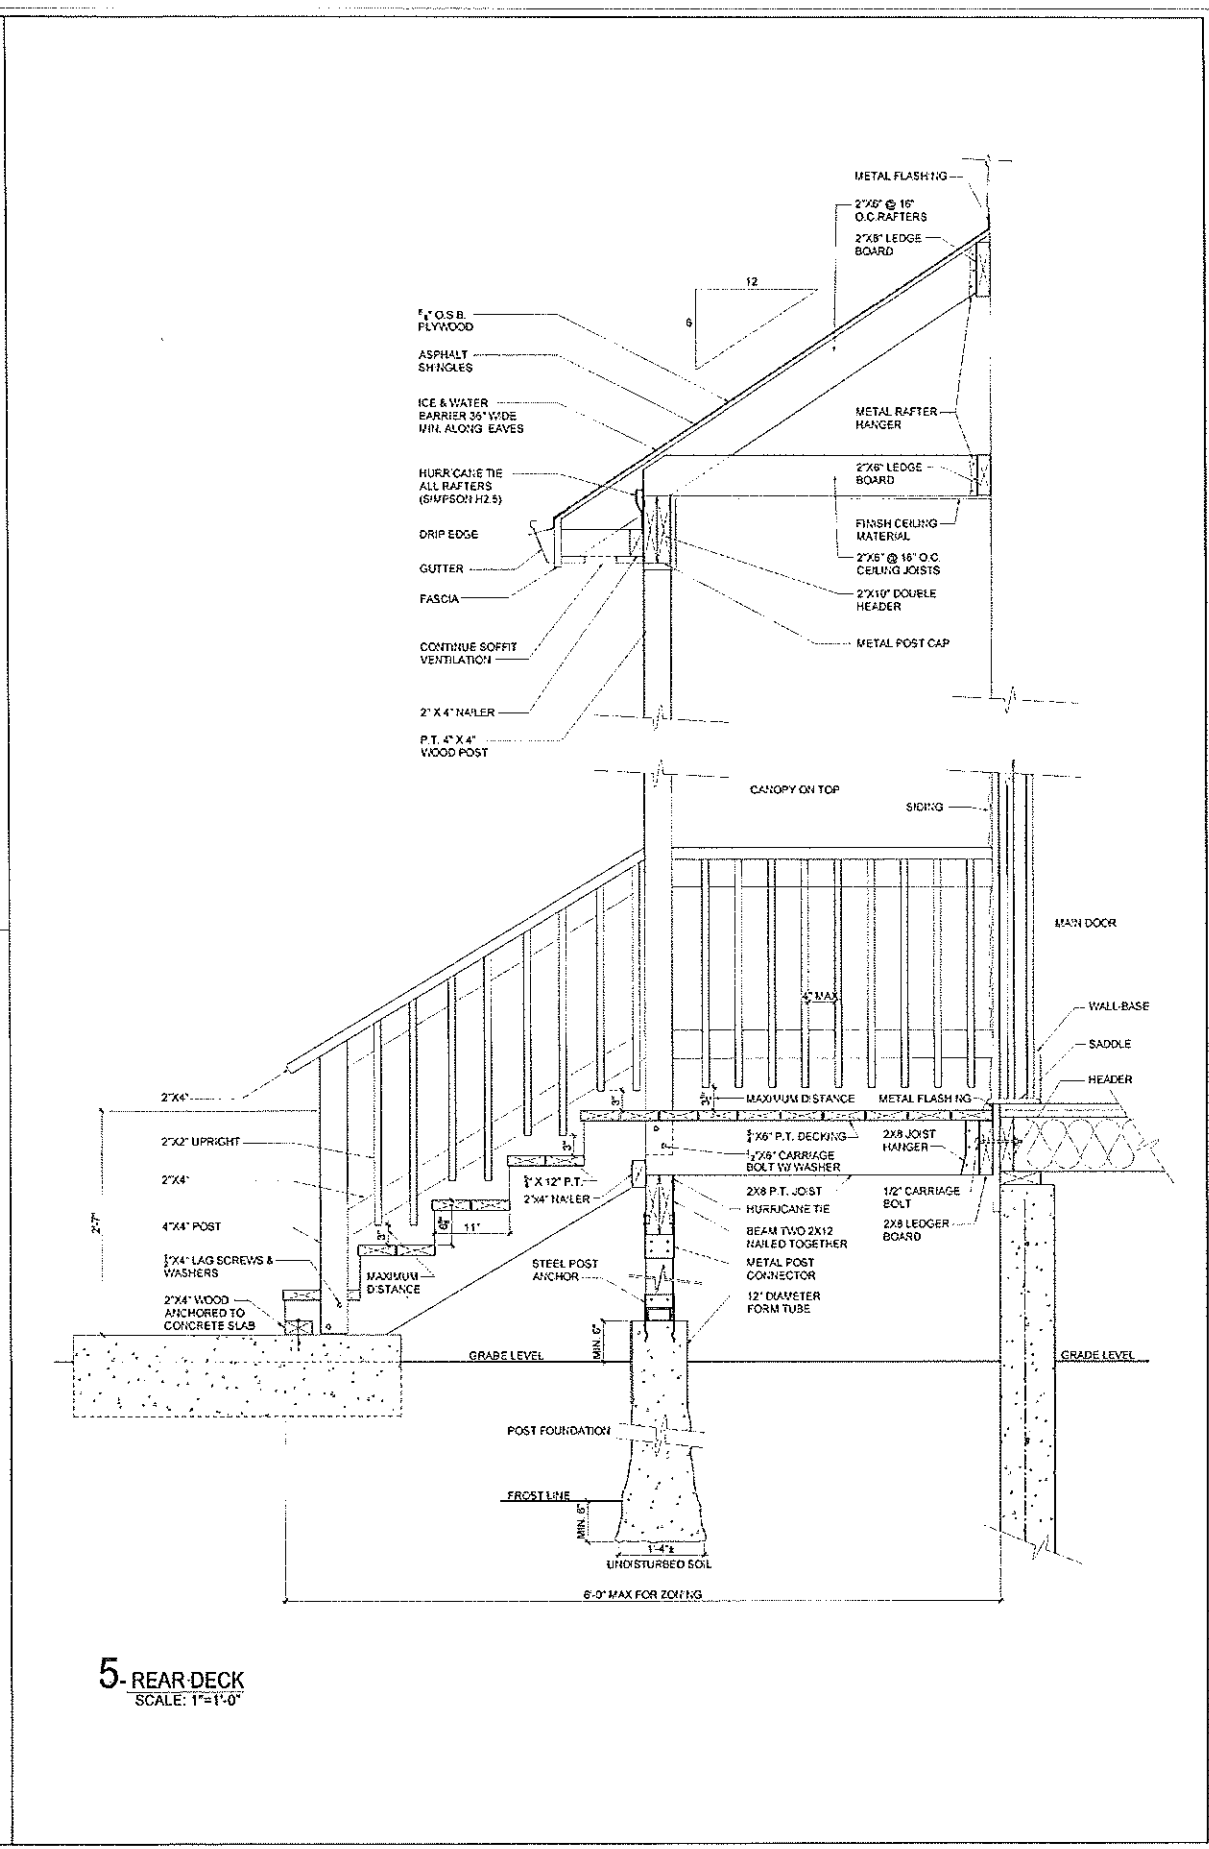 METAL FLASHING
2"X6" @ 16"
O.C.RAFTERS
2"X8" LEDGE
BOARD
12
6
O.S.B.
PLYWOOD
ASPHALT
SHINGLES
ICE & WATER
BARRIER 36" WIDE
MIN. ALONG EAVES
METAL RAFTER
HANGER
HURRICANE TIE
ALL RAFTERS
(SIMPSON H2.5)
2"X6" LEDGE
BOARD
DRIP EDGE
FINISH CEILING
MATERIAL
GUTTER
2"X6" @ 16" O.C.
CEILING JOISTS
FASCIA
2"X10" DOUBLE
HEADER
CONTINUE SOFFIT
VENTILATION
METAL POST CAP
2" X 4" NAILER
P.T. 4" X 4"
WOOD POST
CANOPY ON TOP
SIDING
MAIN DOOR
4" MAX
WALL-BASE
SADDLE
HEADER
2"X4"
3"
MAXIMUM DISTANCE
METAL FLASHING
2"X2" UPRIGHT
3"
X6" P.T. DECKING
2X8 JOIST
HANGER
X6" CARRIAGE
BOLT W/ WASHER
2"X4"
X 12" P.T.
2"X4" NAILER
2X8 P.T. JOIST
1/2" CARRIAGE
BOLT
HURRICANE TIE
2'-7"
4"X4" POST
11"
3"
BEAM TWO 2X12
NAILED TOGETHER
2X8 LEDGER
BOARD
X4" LAG SCREWS &
WASHERS
MAXIMUM
DISTANCE
STEEL POST
ANCHOR
METAL POST
CONNECTOR
2"X4" WOOD
ANCHORED TO
CONCRETE SLAB
12" DIAMETER
FORM TUBE
MIN. 6"
GRADE LEVEL
GRADE LEVEL
POST FOUNDATION
FROST LINE
MIN. 6"
1'-4"±
UNDISTURBED SOIL
6'-0" MAX FOR ZONING
5- REAR DECK
SCALE: 1"=1'-0"